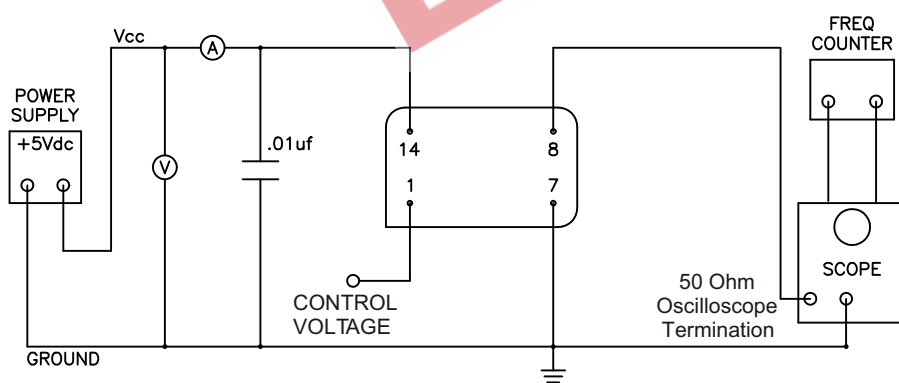 Vcc
A
FREQ
COUNTER
POWER
SUPPLY
+5Vdc
V
.01uf
14
8
1
7
CONTROL
VOLTAGE
SCOPE
50 Ohm
Oscilloscope
Termination
GROUND